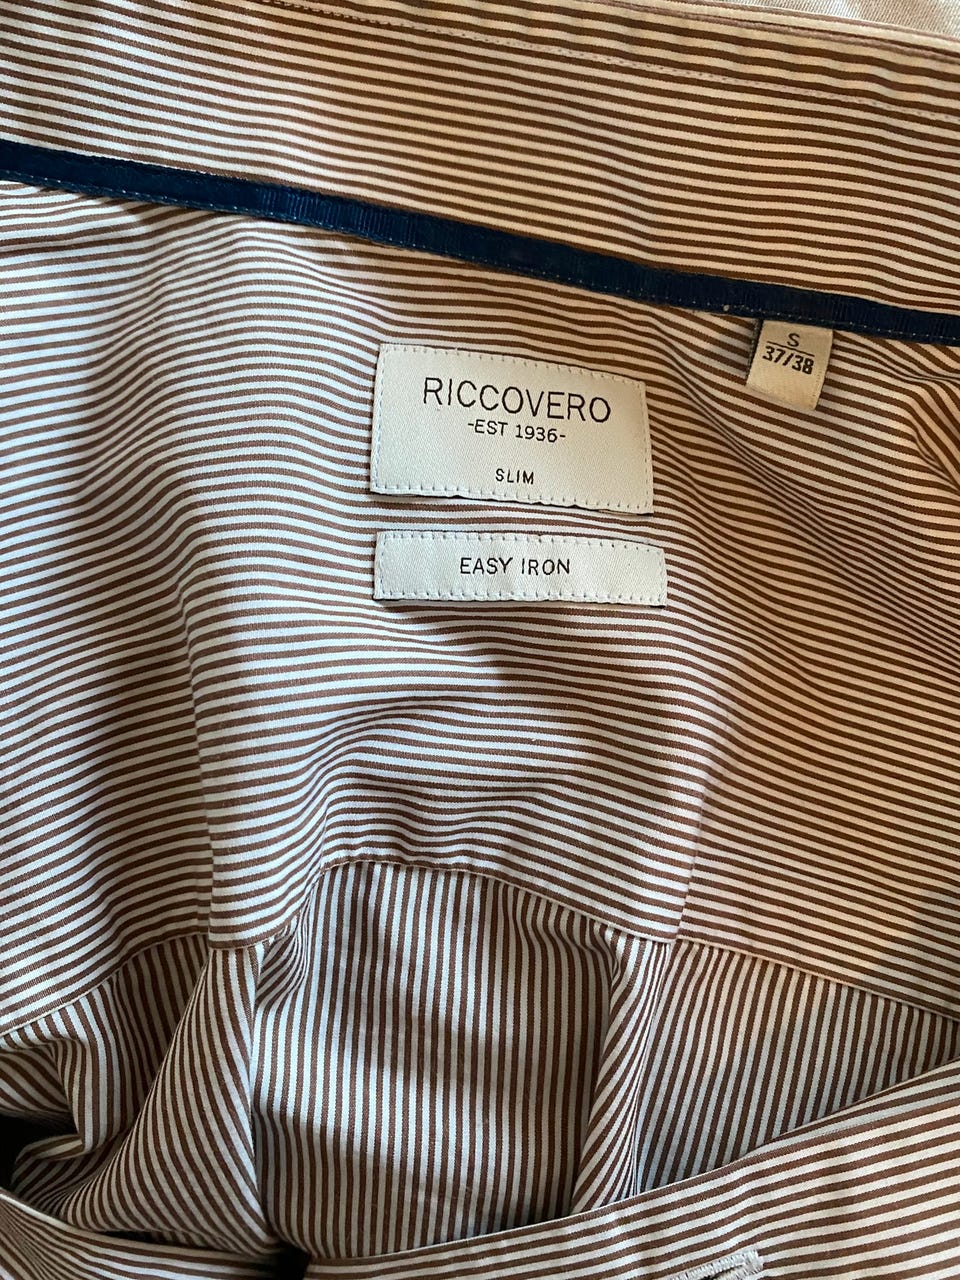 RICCOVERO
-EST 1936-
SLIM
EASY IRON
S
37/38